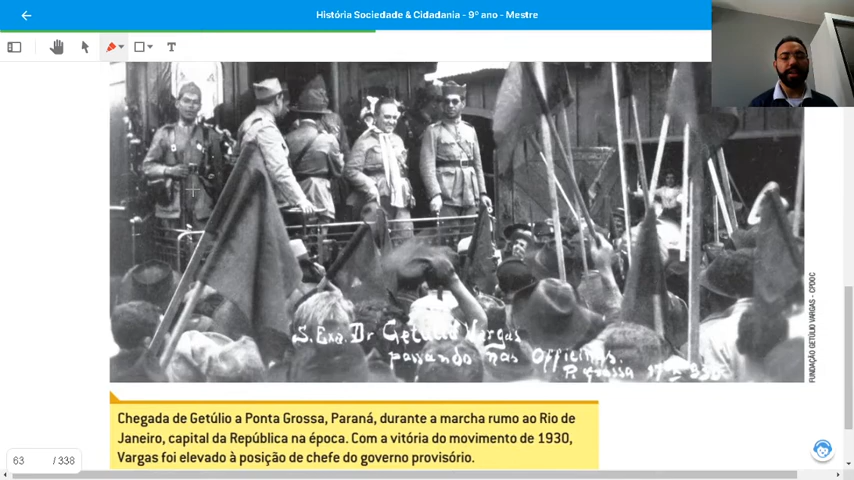 História Sociedade & Cidadania - 9º ano - Mestre
T
S. Exa. Dr Getulio Vargas
passando nas Officinas.
P. Grossa 17
FUNDAÇÃO GETÚLIO VARGAS - CPDOC
Chegada de Getúlio a Ponta Grossa, Paraná, durante a marcha rumo ao Rio de
Janeiro, capital da República na época. Com a vitória do movimento de 1930,
Vargas foi elevado à posição de chefe do governo provisório.
63 / 338